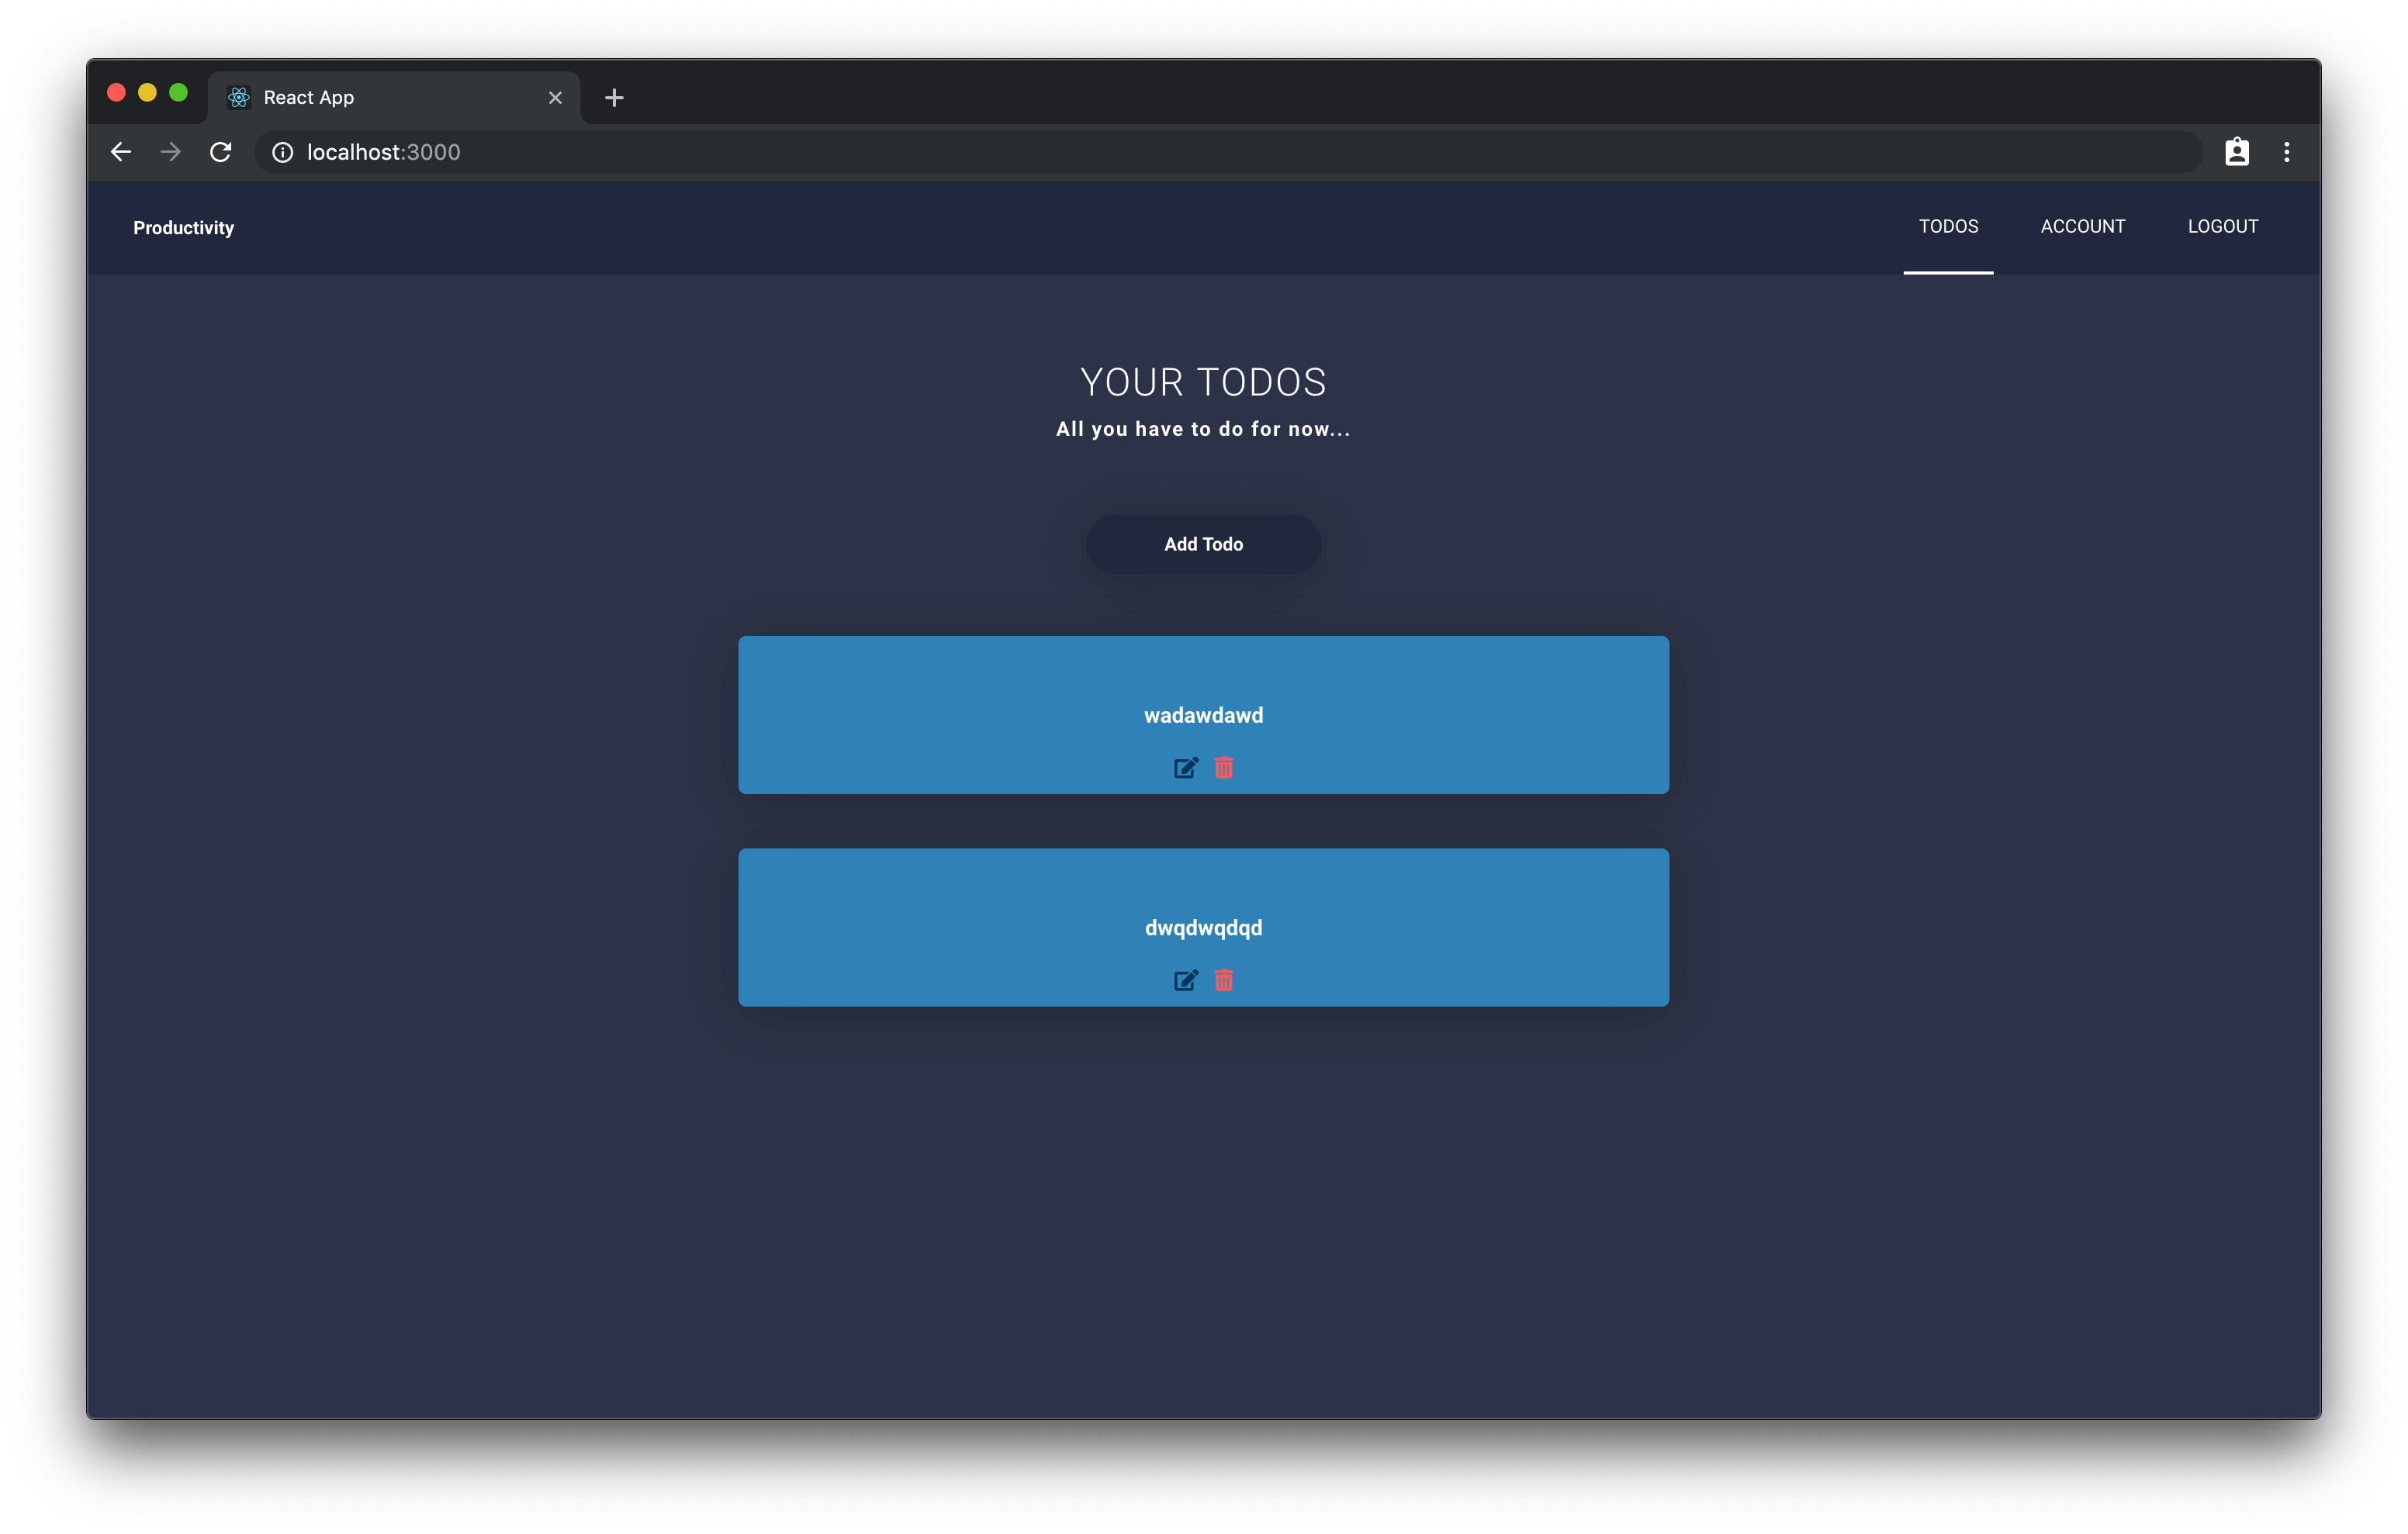 React App
localhost:3000
Productivity
TODOS ACCOUNT LOGOUT
YOUR TODOS
All you have to do for now...
Add Todo
wadawdawd
dwqdwqdqd